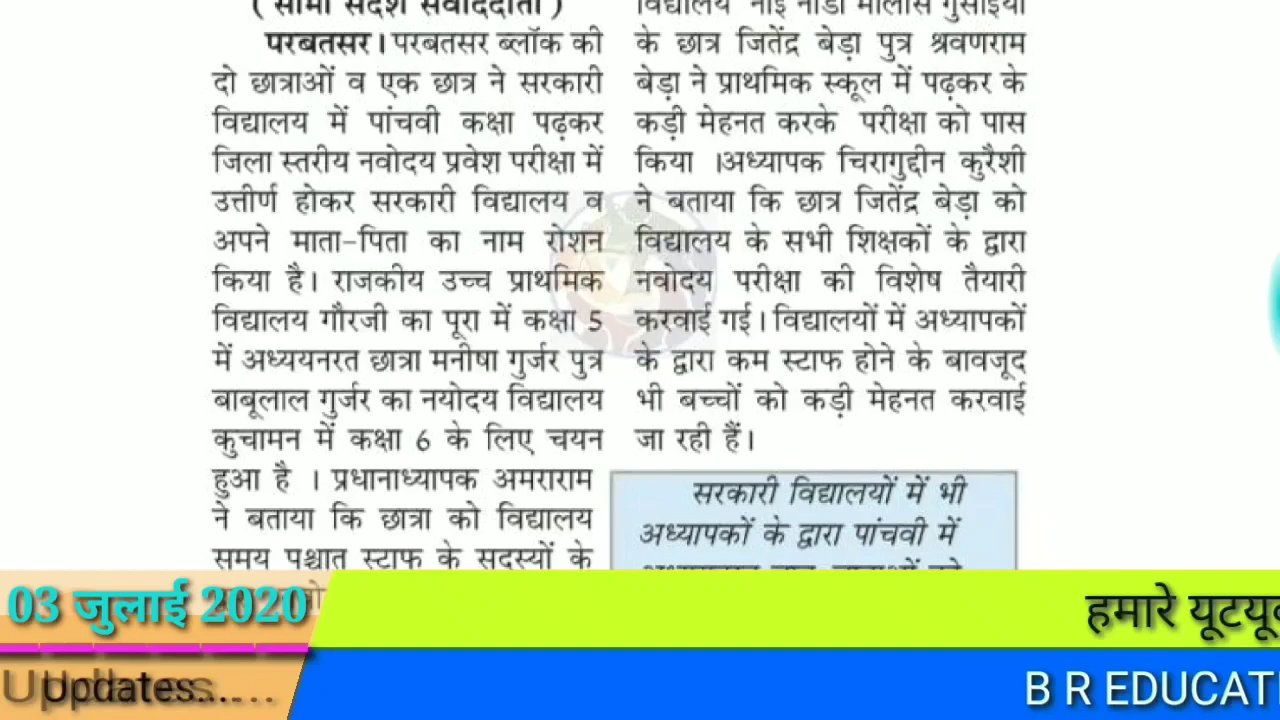 ( सीमा संदेश संवाददाता )
परबतसर। परबतसर ब्लॉक की
दो छात्राओं व एक छात्र ने सरकारी
विद्यालय में पांचवी कक्षा पढ़कर
जिला स्तरीय नवोदय प्रवेश परीक्षा में
उत्तीर्ण होकर सरकारी विद्यालय व
अपने माता-पिता का नाम रोशन
किया है। राजकीय उच्च प्राथमिक
विद्यालय गौरजी का पूरा में कक्षा 5
में अध्ययनरत छात्रा मनीषा गुर्जर पुत्र
बाबूलाल गुर्जर का नयोदय विद्यालय
कुचामन में कक्षा 6 के लिए चयन
हुआ है । प्रधानाध्यापक अमराराम
ने बताया कि छात्रा को विद्यालय
समय पश्चात स्टाफ के सदस्यों के
विद्यालय
के छात्र जितेंद्र बेड़ा पुत्र श्रवणराम
बेड़ा ने प्राथमिक स्कूल में पढ़कर के
कड़ी मेहनत करके परीक्षा को पास
किया ।अध्यापक चिरागुद्दीन कुरैशी
ने बताया कि छात्र जितेंद्र बेड़ा को
विद्यालय के सभी शिक्षकों के द्वारा
नवोदय परीक्षा की विशेष तैयारी
करवाई गई। विद्यालयों में अध्यापकों
के द्वारा कम स्टाफ होने के बावजूद
भी बच्चों को कड़ी मेहनत करवाई
जा रही हैं।
सरकारी विद्यालयों में भी
अध्यापकों के द्वारा पांचवी में
03 जुलाई 2020
Updates......
हमारे यूटयू
B R EDUCAT